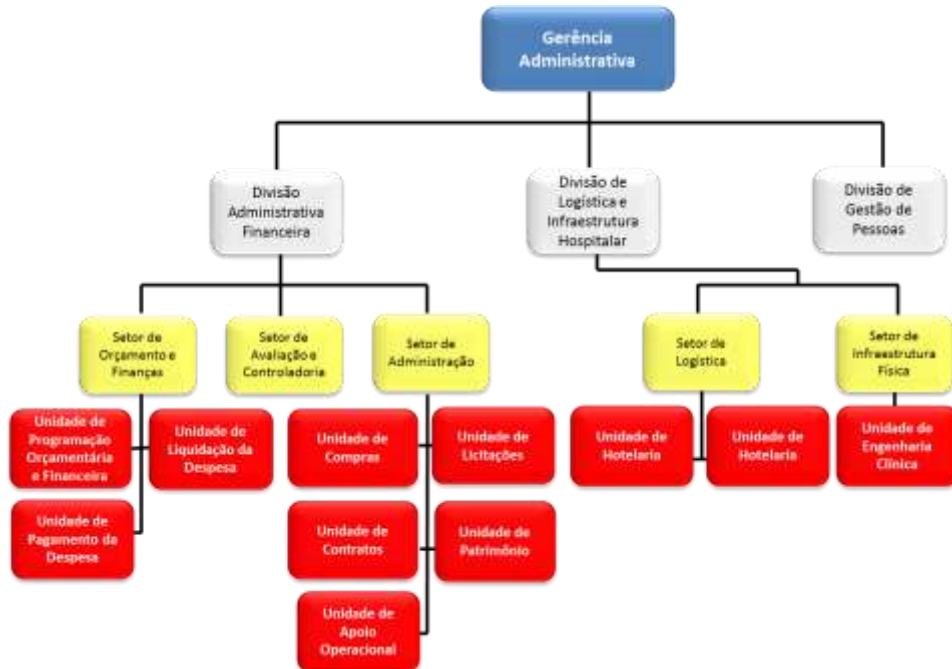 Gerência
Administrativa
Divisão
Administrativa
Financeira
Divisão de
Logística e
Infraestrutura
Hospitalar
Divisão de
Gestão de
Pessoas
Setor de
Orçamento e
Finanças
Setor de
Avaliação e
Controladoria
Setor de
Administração
Setor de
Logística
Setor de
Infraestrutura
Física
Unidade de
Programação
Orçamentária
e Financeira
Unidade de
Liquidação da
Despesa
Unidade de
Compras
Unidade de
Licitações
Unidade de
Hotelaria
Unidade de
Hotelaria
Unidade de
Engenharia
Clínica
Unidade de
Pagamento da
Despesa
Unidade de
Contratos
Unidade de
Patrimônio
Unidade de
Apoio
Operacional